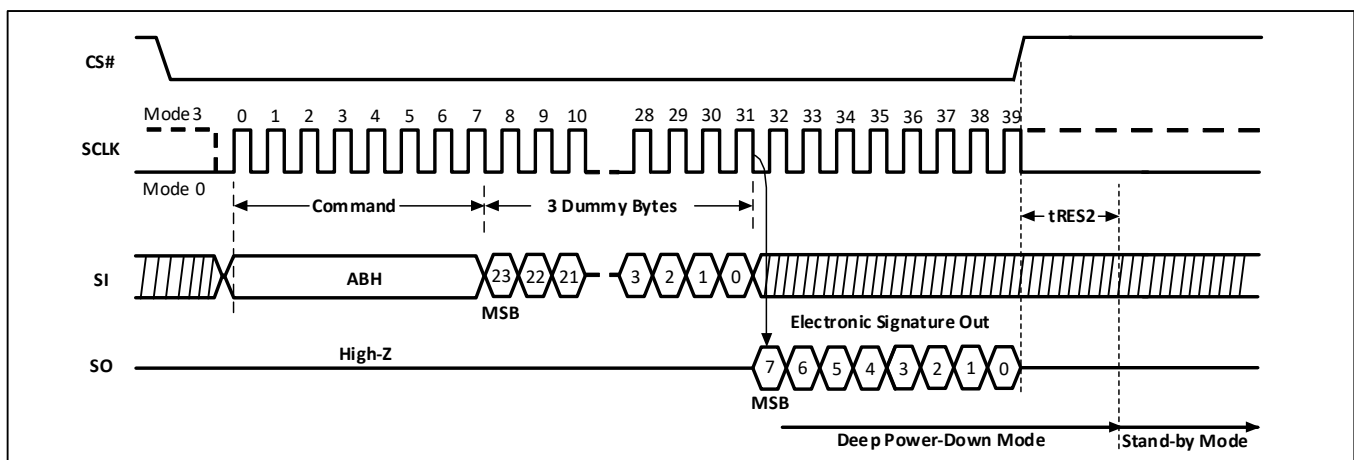 CS#
Mode 3
0 1 2 3 4 5 6 7 8 9 10 28 29 30 31 32 33 34 35 36 37 38 39
SCLK
Mode 0
Command
3 Dummy Bytes
tRES2
SI
ABH
23 22 21 3 2 1 0
MSB
Electronic Signature Out
High-Z
SO
7 6 5 4 3 2 1 0
MSB
Deep Power-Down Mode
Stand-by Mode